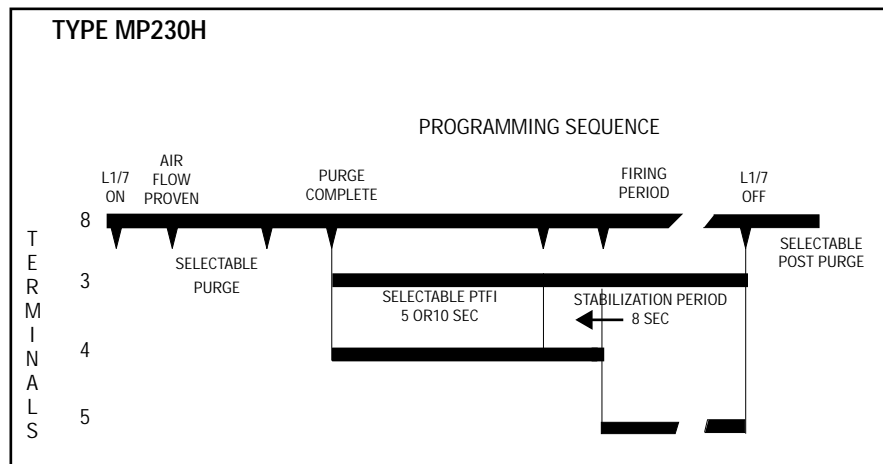 TYPE MP230H
PROGRAMMING SEQUENCE
L1/7
ON
AIR
FLOW
PROVEN
PURGE
COMPLETE
FIRING
PERIOD
L1/7
OFF
8
SELECTABLE
PURGE
SELECTABLE
POST PURGE
3
SELECTABLE PTFI
5 OR10 SEC
STABILIZATION PERIOD
8 SEC
4
5
TERMINALS